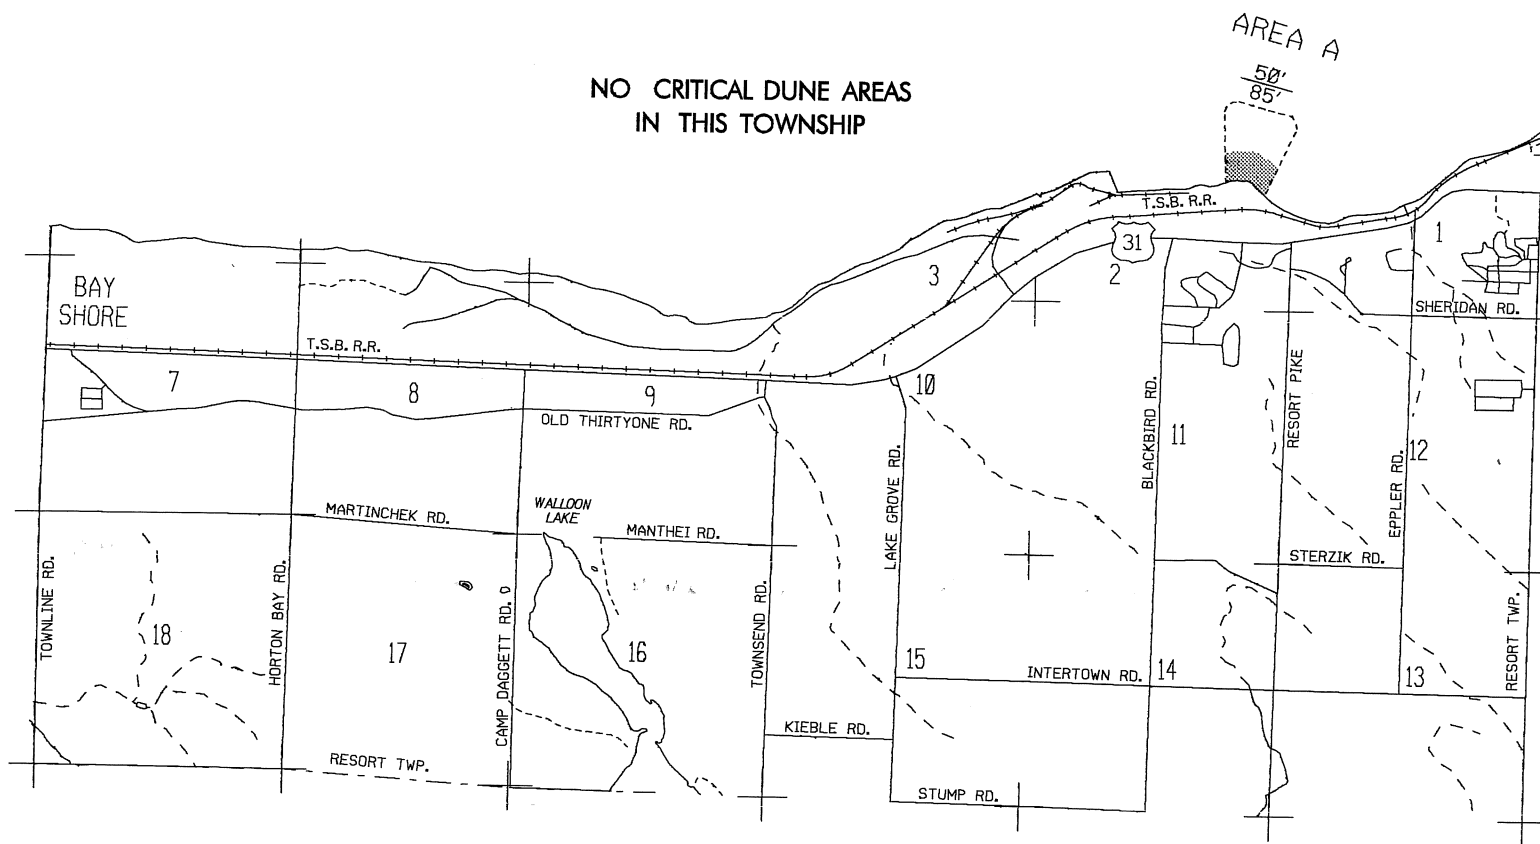 AREA A
50'
85'
NO CRITICAL DUNE AREAS
IN THIS TOWNSHIP
T.S.B. R.R.
31
1
2
3
BAY
SHORE
SHERIDAN RD.
T.S.B. R.R.
7
8
9
10
OLD THIRTYONE RD.
BLACKBIRD RD.
11
RESORT PIKE
12
EPPLER RD.
LAKE GROVE RD.
MARTINCHEK RD.
WALLOON
LAKE
MANTHEI RD.
STERZIK RD.
TOWNLINE RD.
HORTON BAY RD.
CAMP DAGGETT RD.
TOWNSEND RD.
RESORT TWP.
18
17
16
15
INTERTOWN RD.
14
13
KIEBLE RD.
RESORT TWP.
STUMP RD.